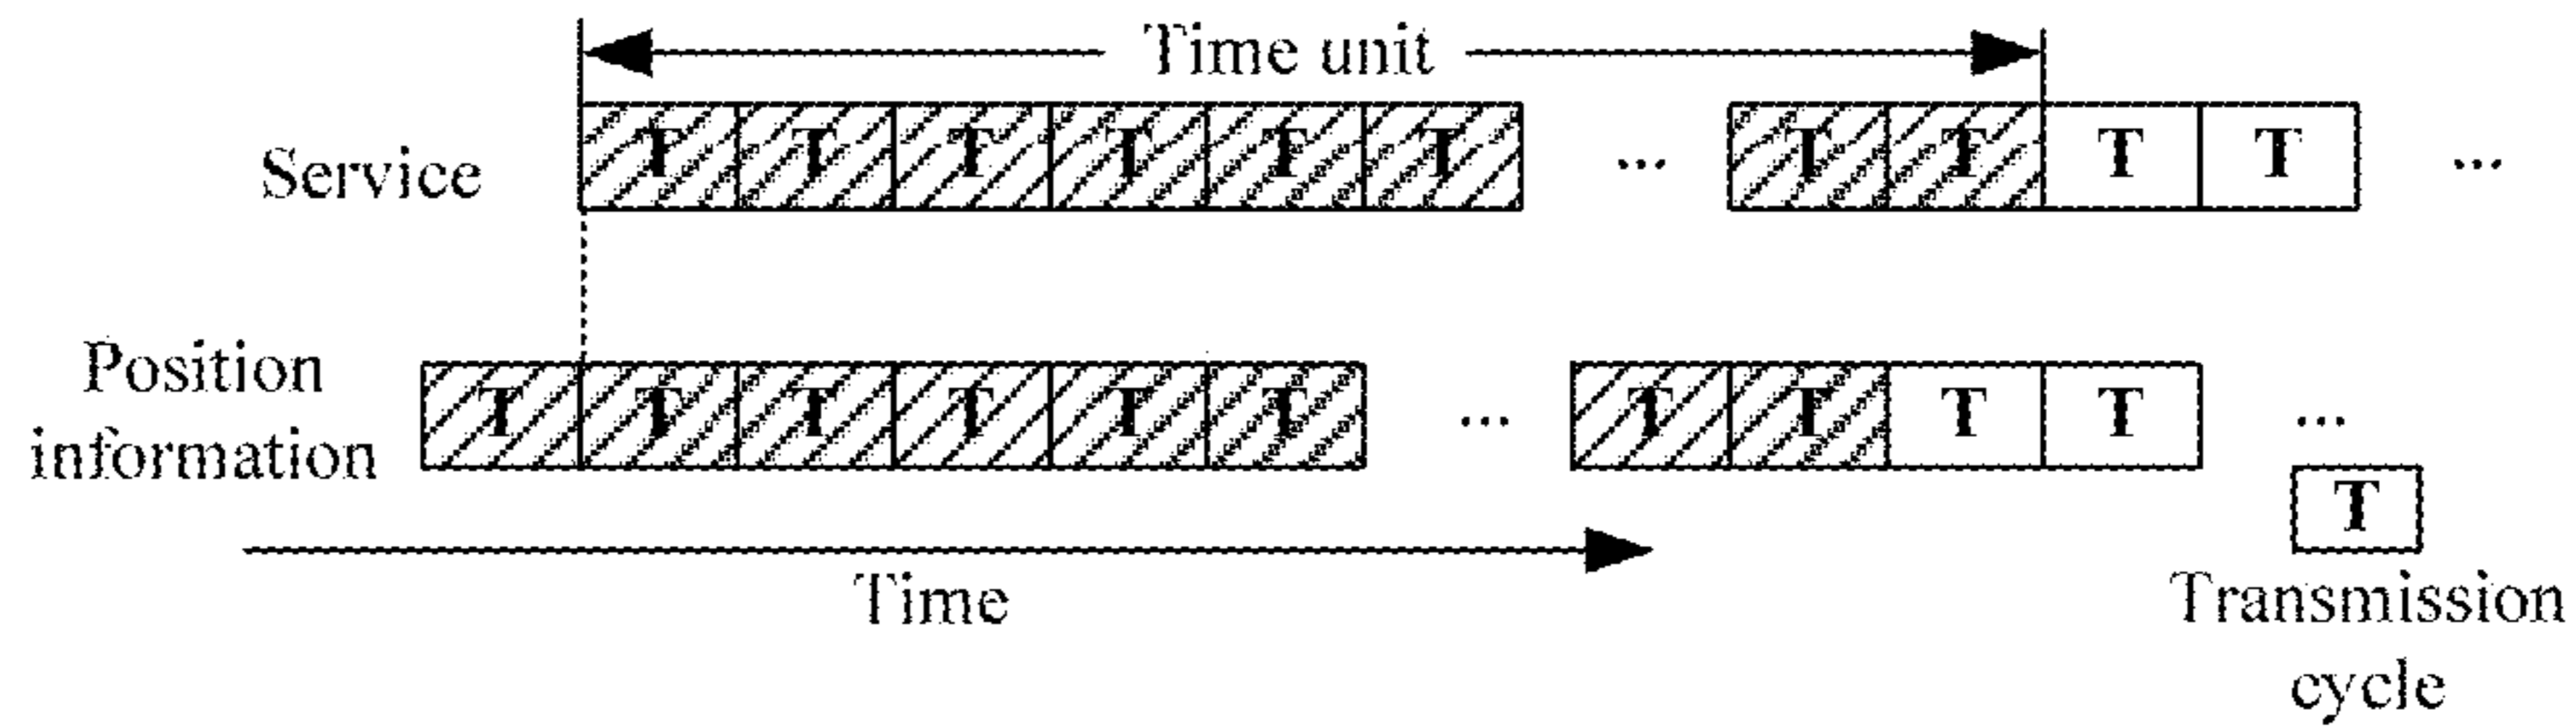 Time unit
Service T T T T T T ... T T T T ...
Position
information T T T T T T ... T T T T ...
T
Time
Transmission
cycle